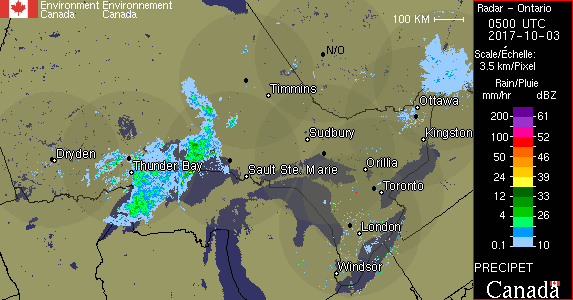 Environment Environnement
Canada Canada
100 KM
N/O
Timmins
Ottawa
Sudbury
Kingston
Dryden
Thunder Bay
Sault Ste. Marie
Orillia
Toronto
London
Windsor
Radar - Ontario
0500 UTC
2017-10-03
Scale/Échelle:
3.5 km/Pixel
Rain/Pluie
mm/hr dBZ
200 61
100 52
50 46
24 39
12 33
4 26
0.1 10
PRECIPET
Canada